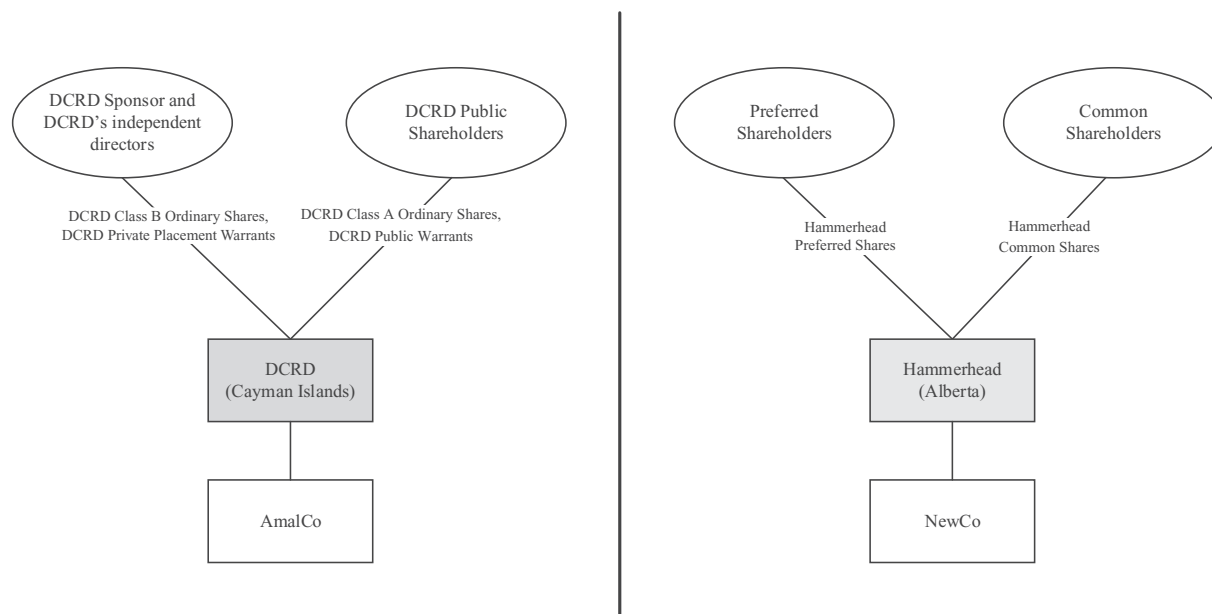 DCRD Sponsor and
DCRD’s independent
directors
DCRD Public
Shareholders
DCRD Class B Ordinary Shares,
DCRD Private Placement Warrants
DCRD Class A Ordinary Shares,
DCRD Public Warrants
DCRD
(Cayman Islands)
AmalCo
Preferred
Shareholders
Common
Shareholders
Hammerhead
Preferred Shares
Hammerhead
Common Shares
Hammerhead
(Alberta)
NewCo